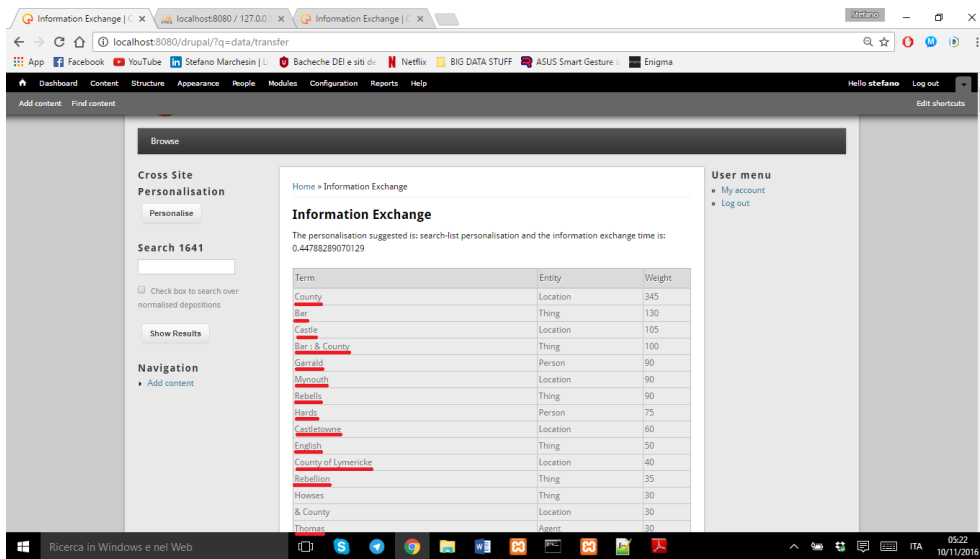 Information Exchange | C
localhost:8080 / 127.0.0.1
Information Exchange | C
Stefano
localhost:8080/drupal/?q=data/transfer
App Facebook YouTube Stefano Marchesin | Li Bacheche DEI e siti de Netflix BIG DATA STUFF ASUS Smart Gesture Enigma
Dashboard Content Structure Appearance People Modules Configuration Reports Help Hello stefano Log out
Add content Find content Edit shortcuts
Browse
Cross Site
Personalisation
Personalise
Search 1641
Check box to search over
normalised depositions
Show Results
Navigation
Add content
Home » Information Exchange
Information Exchange
The personalisation suggested is: search-list personalisation and the information exchange time is:
0.44788289070129
Term Entity Weight
County Location 345
Bar Thing 130
Castle Location 105
Bar : & County Thing 100
Garrald Person 90
Mynouth Location 90
Rebells Thing 90
Hards Person 75
Castletowne Location 60
English Thing 50
County of Lymericke Location 40
Rebellion Thing 35
Howses Thing 30
& County Location 30
Thomas Agent 30
User menu
My account
Log out
Ricerca in Windows e nel Web
ITA
05:22
10/11/2016